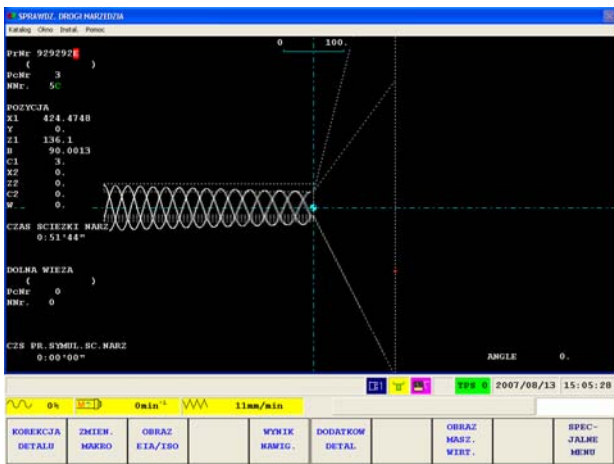 SPRAWDZ. DROGI NARZEDZIA
Katalog Okno Instal. Pomoc
0 100.
PrNr 929292E
( )
PcNr 3
NNr. 5C
POZYCJA
X1 424.4748
Y 0.
Z1 136.1
B 90.0013
C1 3.
X2 0.
Z2 0.
C2 0.
W 0.
CZAS SCIEZKI NARZ
0:51'44"
DOLNA WIEZA
( )
PcNr 0
NNr. 0
CZS PR.SYMUL.SC.NARZ
0:00'00"
ANGLE 0.
TPS 0 2007/08/13 15:05:28
0% 0min⁻¹ 11mm/min
KOREKCJA DETALU
ZMIEN. MAKRO
OBRAZ EIA/ISO
WYNIK NAWIG.
DODATKOW DETAL
OBRAZ MASZ. WIRT.
SPEC-JALNE MENU